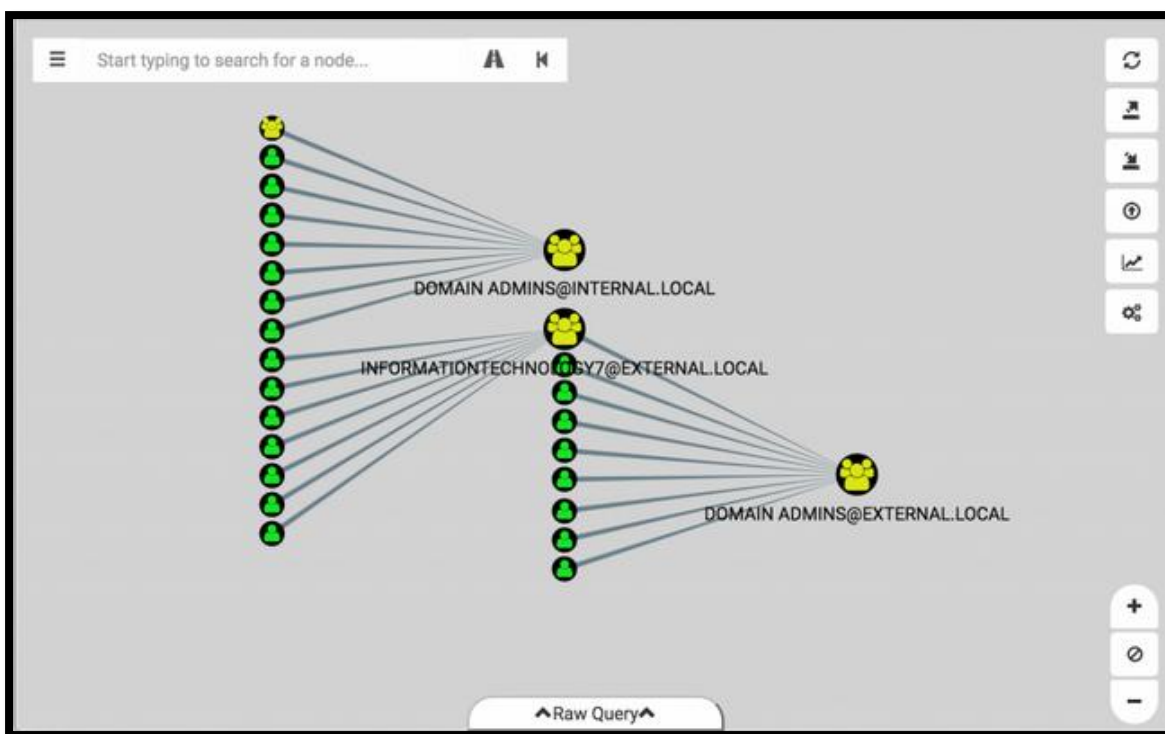 Start typing to search for a node...
DOMAIN ADMINS@INTERNAL.LOCAL
INFORMATIONTECHNOLOGY7@EXTERNAL.LOCAL
DOMAIN ADMINS@EXTERNAL.LOCAL
Raw Query